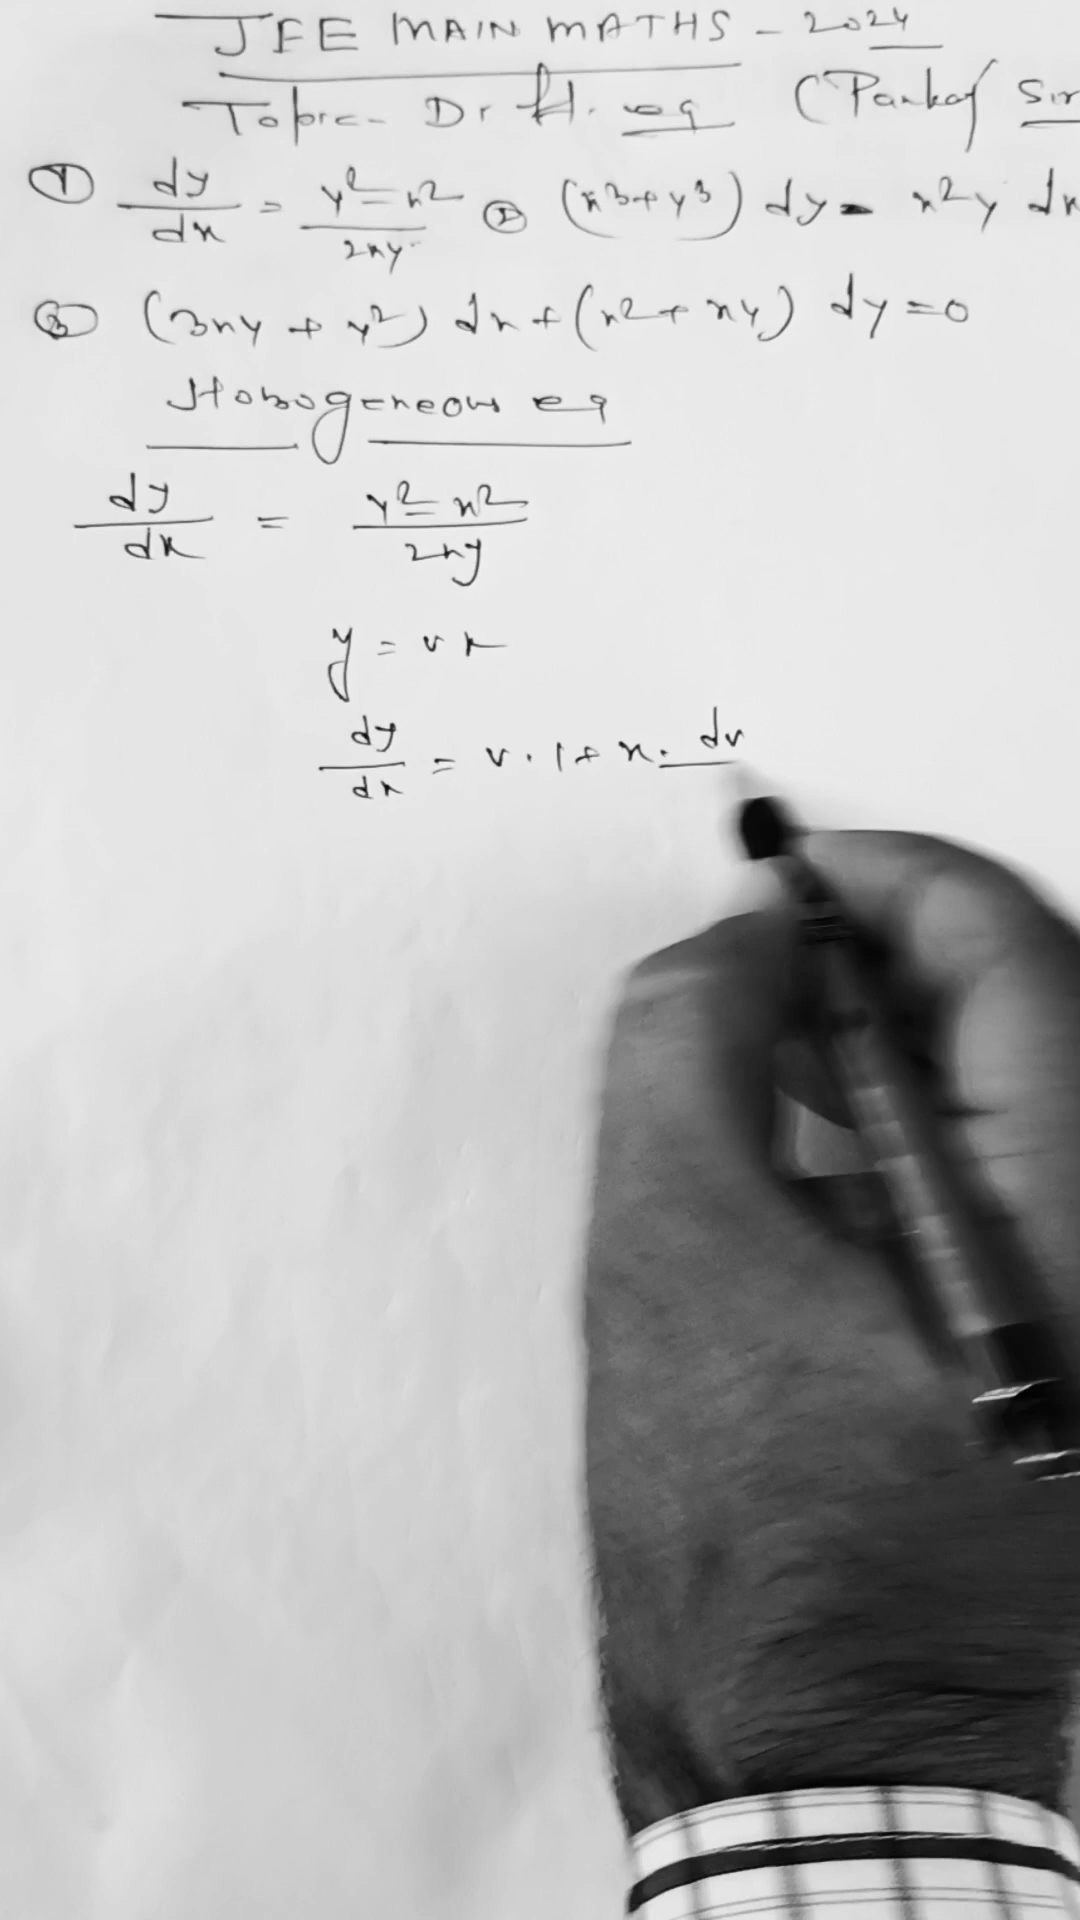 JEE MAIN MATHS - 2024
Topic - Diff. eq (Pankaj Sir
① dy/dx = y²-x²/2xy ② (x³+y³) dy = x²y dx
③ (3xy + y²) dx + (x² + xy) dy = 0
Homogeneous eq
dy/dx = y²-x²/2xy
y = vx
dy/dx = v.1 + x. dv